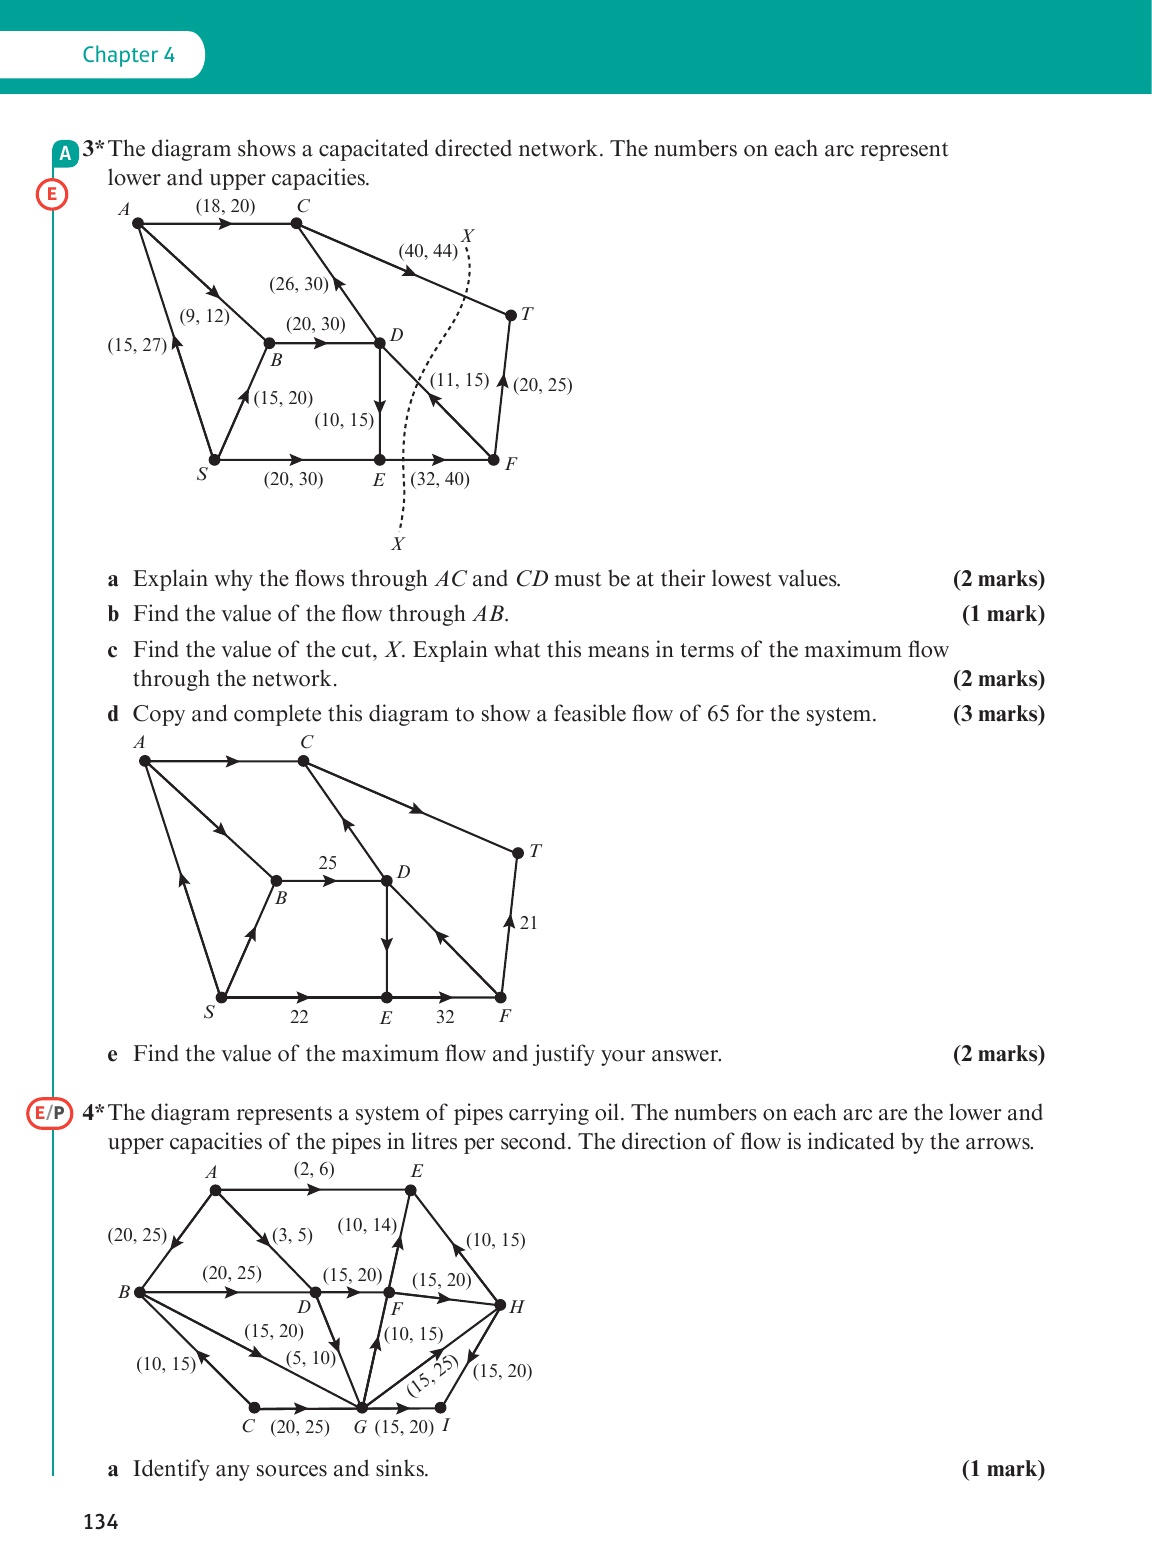 Chapter 4
A
3* The diagram shows a capacitated directed network. The numbers on each arc represent
E
lower and upper capacities.
A
(18, 20)
C
X
(40, 44)
(26, 30)
(9, 12)
(20, 30)
T
D
(15, 27)
B
(11, 15)
(20, 25)
(15, 20)
(10, 15)
S
(20, 30)
E
(32, 40)
F
X
a Explain why the flows through AC and CD must be at their lowest values. (2 marks)
b Find the value of the flow through AB. (1 mark)
c Find the value of the cut, X. Explain what this means in terms of the maximum flow
through the network. (2 marks)
d Copy and complete this diagram to show a feasible flow of 65 for the system. (3 marks)
A
C
T
25
D
B
21
S
22
E
32
F
e Find the value of the maximum flow and justify your answer. (2 marks)
E/P
4* The diagram represents a system of pipes carrying oil. The numbers on each arc are the lower and
upper capacities of the pipes in litres per second. The direction of flow is indicated by the arrows.
A
(2, 6)
E
(20, 25)
(3, 5)
(10, 14)
(10, 15)
(20, 25)
(15, 20)
(15, 20)
B
D
F
H
(15, 20)
(10, 15)
(10, 15)
(5, 10)
(15, 25)
(15, 20)
C
(20, 25)
G
(15, 20)
I
a Identify any sources and sinks. (1 mark)
134